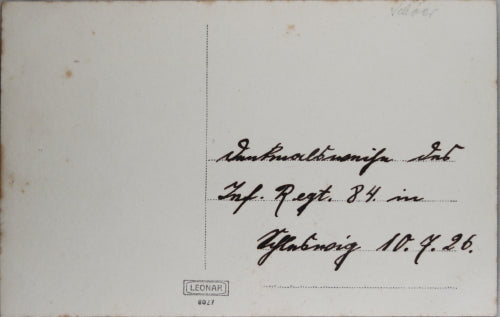 Denkmalsweihe des
Inf. Regt. 84. in
Schleswig 10.7.26.
LEONAR